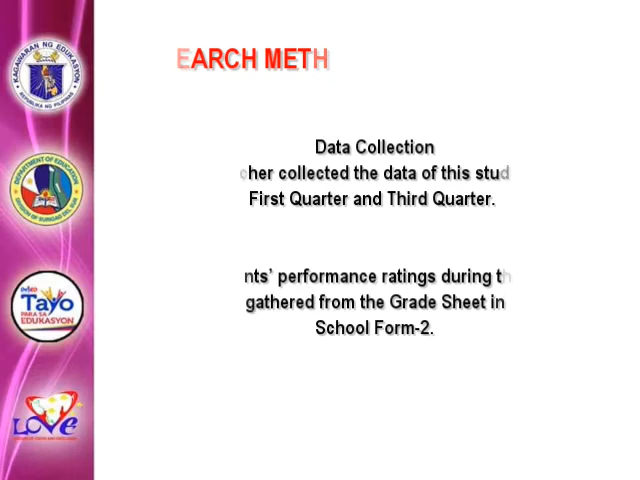 EARCH METH
Data Collection
cher collected the data of this stud
First Quarter and Third Quarter.
nts’ performance ratings during th
gathered from the Grade Sheet in
School Form-2.
KAGAWARAN NG EDUKASYON
REPUBLIKA NG PILIPINAS
DEPARTMENT OF EDUCATION
DIVISION OF SURIGAO DEL SUR
Tayo
PARA SA
EDUKASYON
LOVE